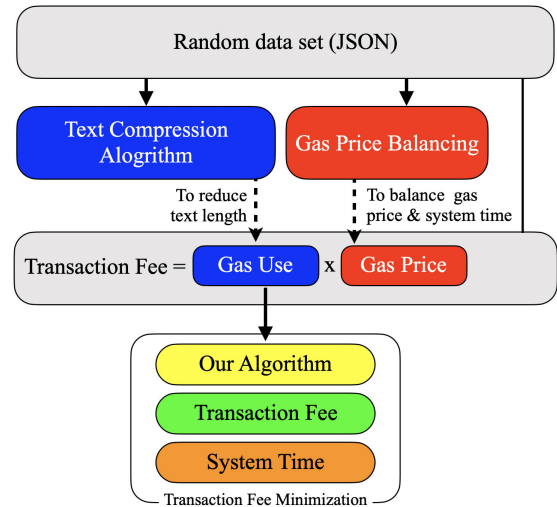 Random data set (JSON)
Text Compression
Alogrithm
Gas Price Balancing
To reduce
text length
To balance gas
price & system time
Transaction Fee = Gas Use x Gas Price
Our Algorithm
Transaction Fee
System Time
Transaction Fee Minimization